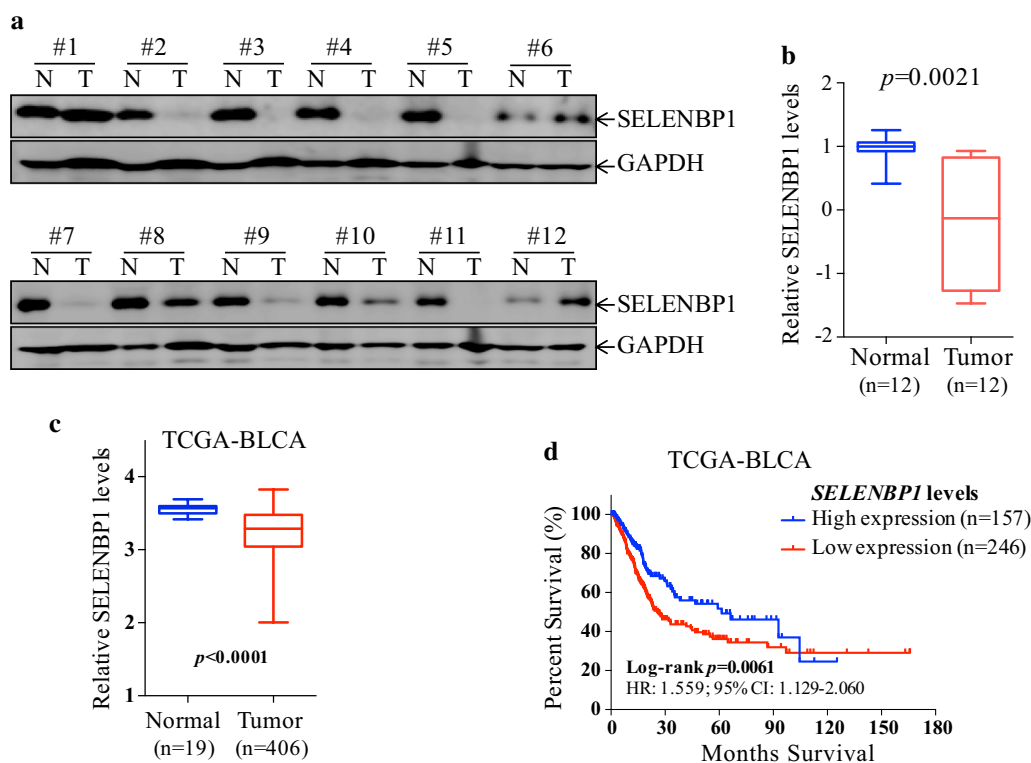 a
#1 #2 #3 #4 #5 #6
N T N T N T N T N T N T
SELENBP1
GAPDH
#7 #8 #9 #10 #11 #12
N T N T N T N T N T N T
SELENBP1
GAPDH
b
p=0.0021
Relative SELENBP1 levels
2
1
0
-1
-2
Normal Tumor
(n=12) (n=12)
c
TCGA-BLCA
Relative SELENBP1 levels
4
3
2
1
p<0.0001
Normal Tumor
(n=19) (n=406)
d
TCGA-BLCA
SELENBP1 levels
High expression (n=157)
Low expression (n=246)
Percent Survival (%)
100
80
60
40
20
0
Log-rank p=0.0061
HR: 1.559; 95% CI: 1.129-2.060
0 30 60 90 120 150 180
Months Survival